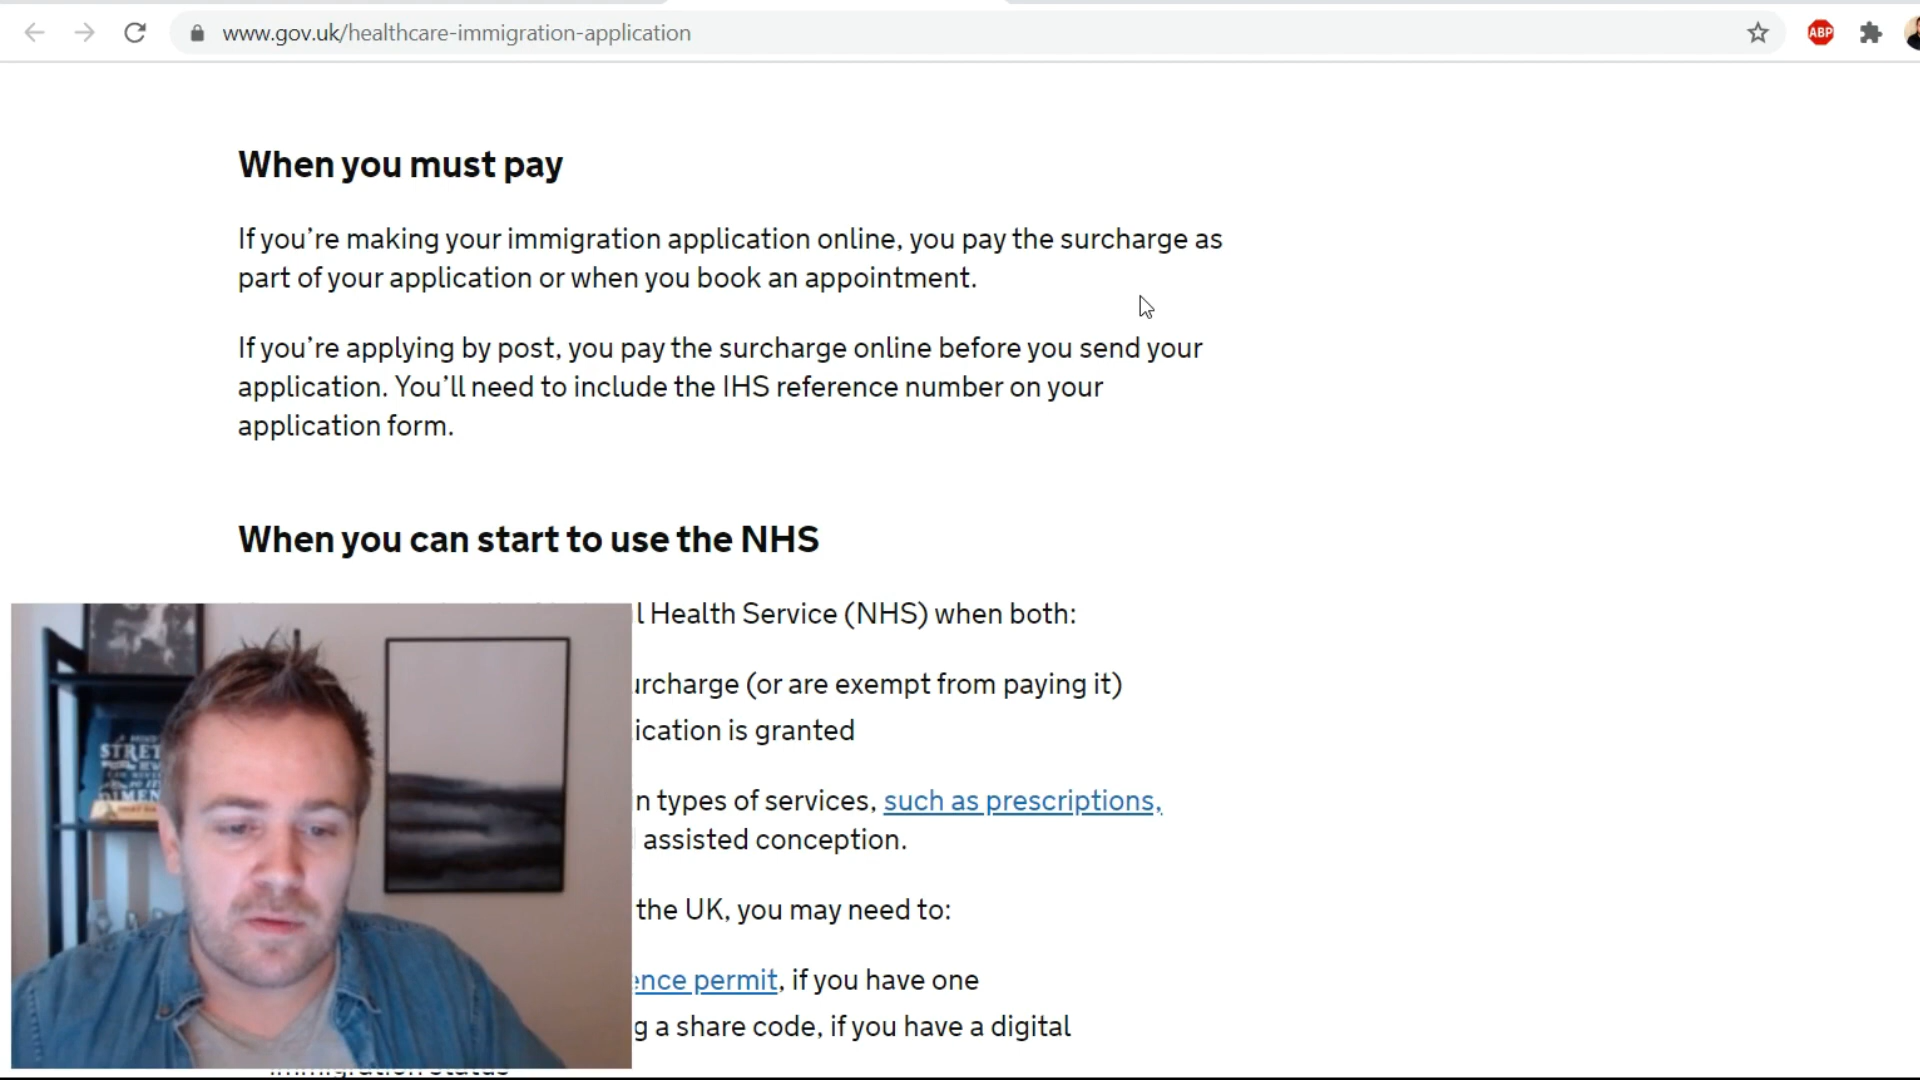 www.gov.uk/healthcare-immigration-application
ABP
When you must pay
If you’re making your immigration application online, you pay the surcharge as
part of your application or when you book an appointment.
If you’re applying by post, you pay the surcharge online before you send your
application. You’ll need to include the IHS reference number on your
application form.
When you can start to use the NHS
Health Service (NHS) when both:
(or are exempt from paying it)
is granted
types of services, such as prescriptions,
assisted conception.
the UK, you may need to:
permit, if you have one
a share code, if you have a digital